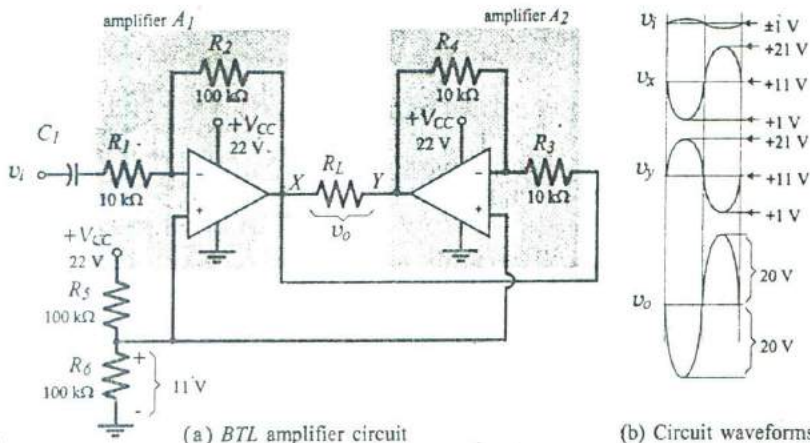 amplifier A1
amplifier A2
R2
100 kΩ
R4
10 kΩ
+VCC
22 V
+VCC
22 V
C1
R1
10 kΩ
vi
-
+
X
RL
Y
vo
-
+
R3
10 kΩ
+VCC
22 V
R5
100 kΩ
R6
100 kΩ
+
-
11 V
(a) BTL amplifier circuit
vi
±1 V
+21 V
vx
+11 V
+1 V
+21 V
vy
+11 V
+1 V
20 V
vo
20 V
(b) Circuit waveforms